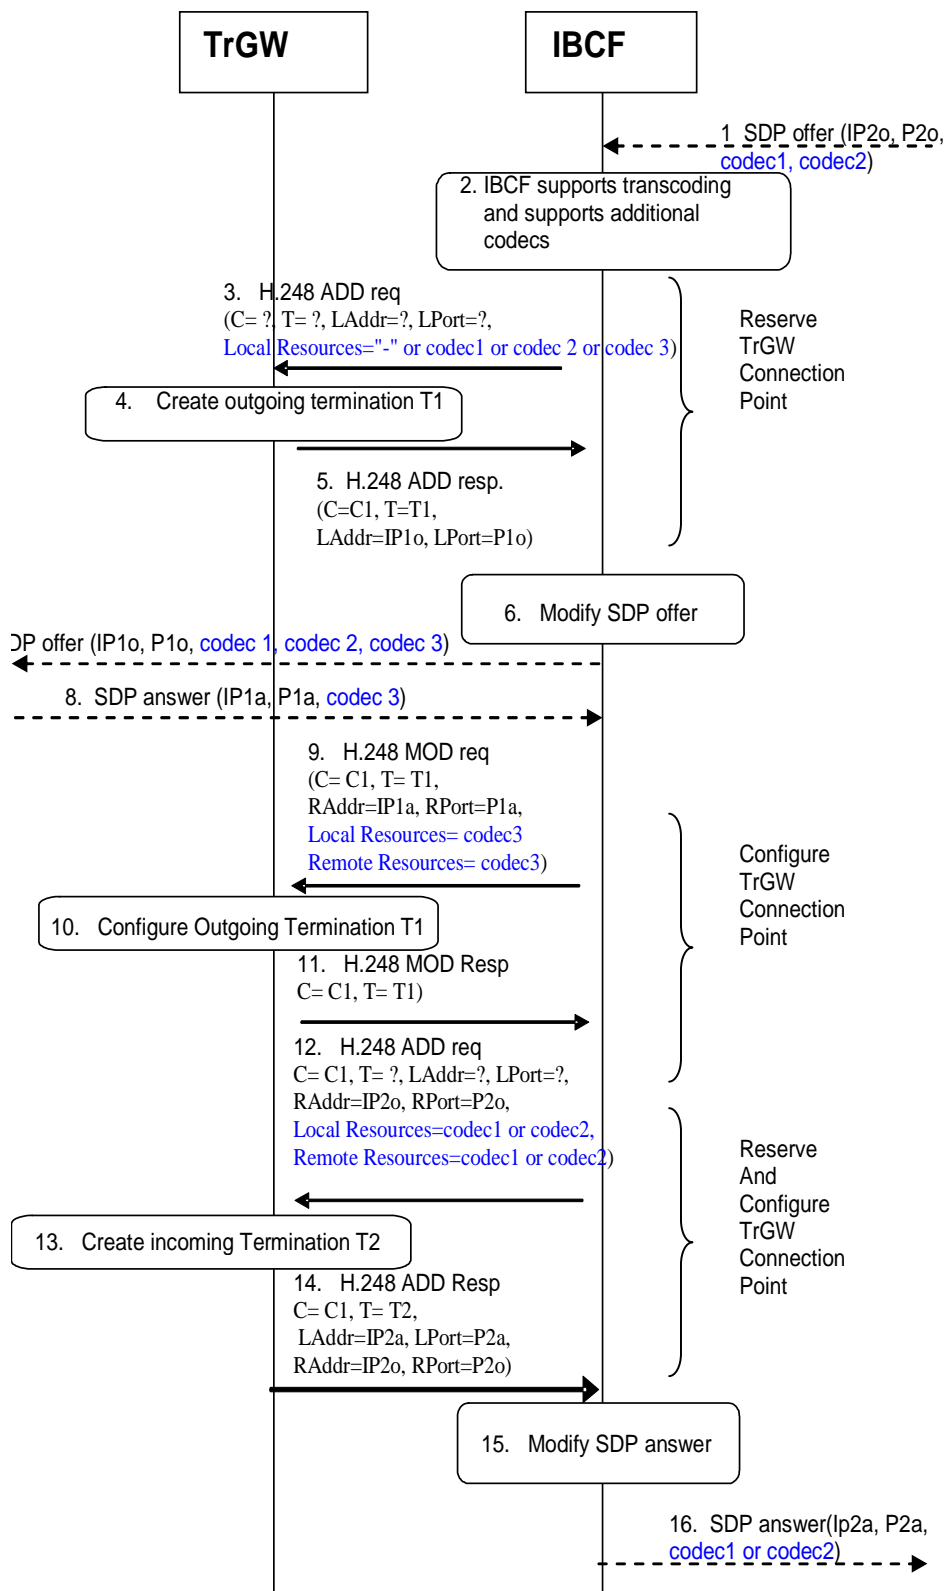 TrGW
IBCF
1 SDP offer (IP2o, P2o,
codec1, codec2)
2. IBCF supports transcoding
and supports additional
codecs
3. H.248 ADD req
(C= ?, T= ?, LAddr=?, LPort=?,
Local Resources="-" or codec1 or codec 2 or codec 3)
Reserve
TrGW
Connection
Point
4. Create outgoing termination T1
5. H.248 ADD resp.
(C=C1, T=T1,
LAddr=IP1o, LPort=P1o)
6. Modify SDP offer
DP offer (IP1o, P1o, codec 1, codec 2, codec 3)
8. SDP answer (IP1a, P1a, codec 3)
9. H.248 MOD req
(C= C1, T= T1,
RAddr=IP1a, RPort=P1a,
Local Resources= codec3
Remote Resources= codec3)
Configure
TrGW
Connection
Point
10. Configure Outgoing Termination T1
11. H.248 MOD Resp
C= C1, T= T1)
12. H.248 ADD req
C= C1, T= ?, LAddr=?, LPort=?,
RAddr=IP2o, RPort=P2o,
Local Resources=codec1 or codec2,
Remote Resources=codec1 or codec2)
Reserve
And
Configure
TrGW
Connection
Point
13. Create incoming Termination T2
14. H.248 ADD Resp
C= C1, T= T2,
LAddr=IP2a, LPort=P2a,
RAddr=IP2o, RPort=P2o)
15. Modify SDP answer
16. SDP answer(Ip2a, P2a,
codec1 or codec2)